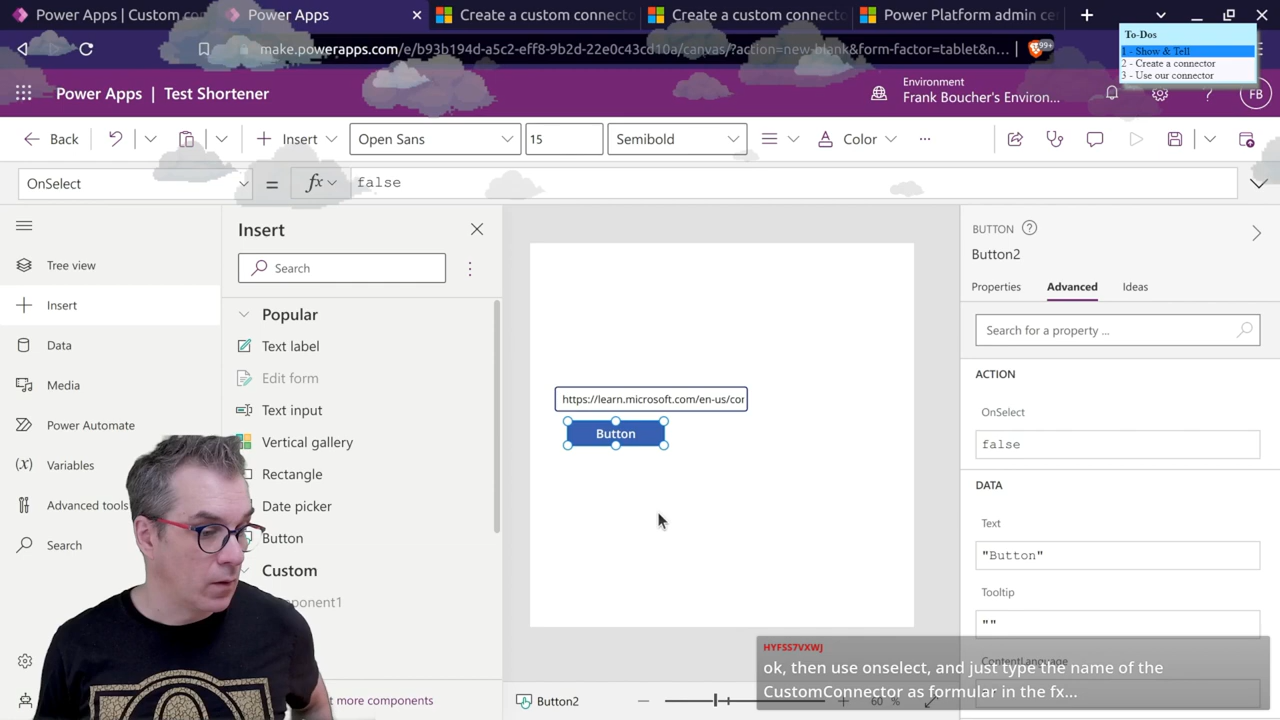 Power Apps | Custom conn
Power Apps
Create a custom connecto
Create a custom connecto
Power Platform admin cen
make.powerapps.com/e/b93b194d-a5c2-eff8-9b2d-22e0c43cd10a/canvas/?action=new-blank&form-factor=tablet&n...
99+
To-Dos
1 - Show & Tell
2 - Create a connector
3 - Use our connector
Power Apps | Test Shortener
Environment
Frank Boucher's Environ...
FB
Back
Insert
Open Sans
15
Semibold
Color
OnSelect
=
fx
false
Tree view
Insert
Data
Media
Power Automate
Variables
Advanced tools
Search
Insert
Search
Popular
Text label
Edit form
Text input
Vertical gallery
Rectangle
Date picker
Button
Custom
Component1
t more components
https://learn.microsoft.com/en-us/cor
Button
BUTTON
Button2
Properties
Advanced
Ideas
Search for a property ...
ACTION
OnSelect
false
DATA
Text
"Button"
Tooltip
""
ContentLanguage
HYFSS7VXWJ
ok, then use onselect, and just type the name of the
CustomConnector as formular in the fx...
Button2
60 %